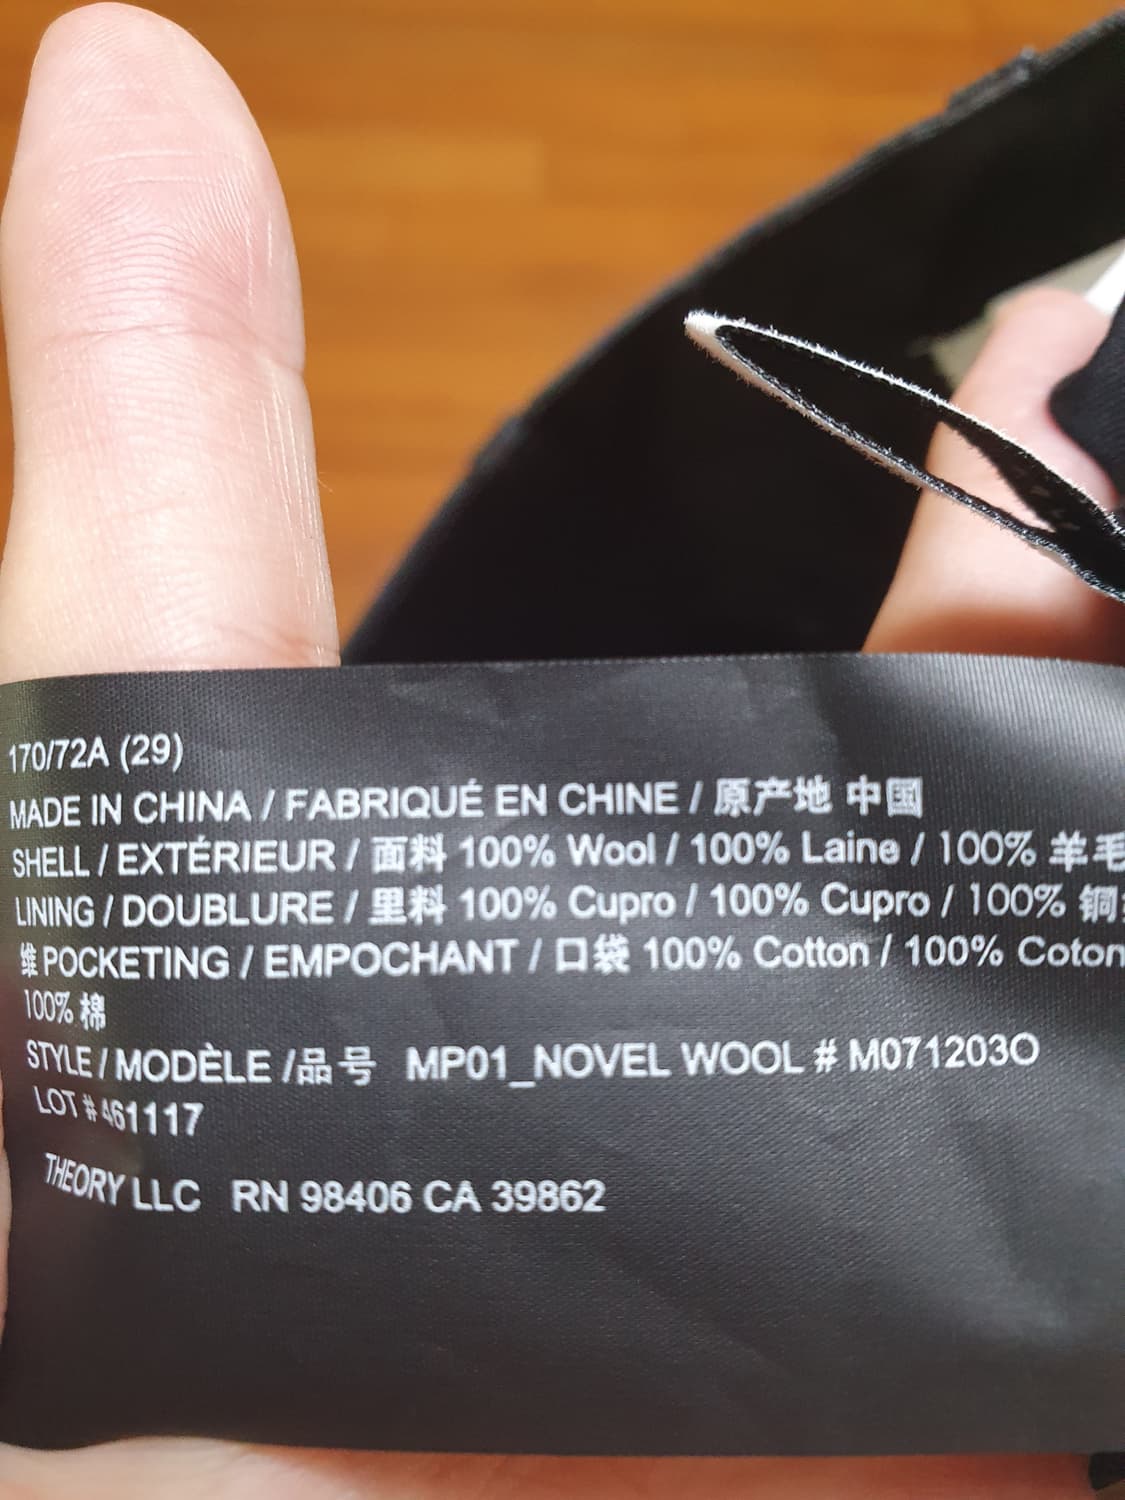 170/72A (29)
MADE IN CHINA / FABRIQUÉ EN CHINE / 原产地 中国
SHELL / EXTÉRIEUR / 面料 100% Wool / 100% Laine / 100% 羊毛
LINING / DOUBLURE / 里料 100% Cupro / 100% Cupro / 100% 铜
维 POCKETING / EMPOCHANT / 口袋 100% Cotton / 100% Coton
100% 棉
STYLE / MODÈLE /品号 MP01_NOVEL WOOL # M071203O
LOT # 461117
THEORY LLC RN 98406 CA 39862